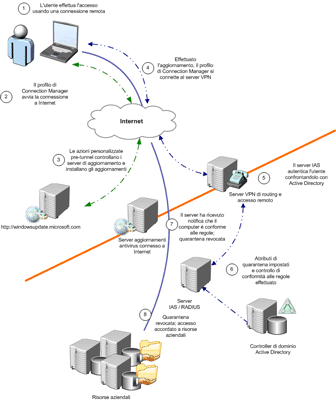 1
L'utente effettua l'accesso
usando una connessione remota
2
Il profilo di
Connection Manager
avvia la connessione
a Internet
4
Effettuato
l'aggiornamento, il profilo
di Connection Manager si
connette al server VPN
Internet
3
Le azioni personalizzate
pre-tunnel controllano i
server di aggiornamento e
installano gli aggiornamenti
http://windowsupdate.microsoft.com
Server aggiornamenti
antivirus connesso a
Internet
5
Server VPN di routing e
accesso remoto
Il server IAS
autentica l'utente
confrontandolo con
Active Directory
7
Il server ha ricevuto
notifica che il
computer è conforme
alle regole;
quarantena revocata
6
Attributi di
quarantena impostati
e controllo di
conformità alle regole
effettuato
Server
IAS / RADIUS
8
Quarantena
revocata; accesso
accordato a risorse
aziendali
Controller di dominio
Active Directory
Risorse aziendali